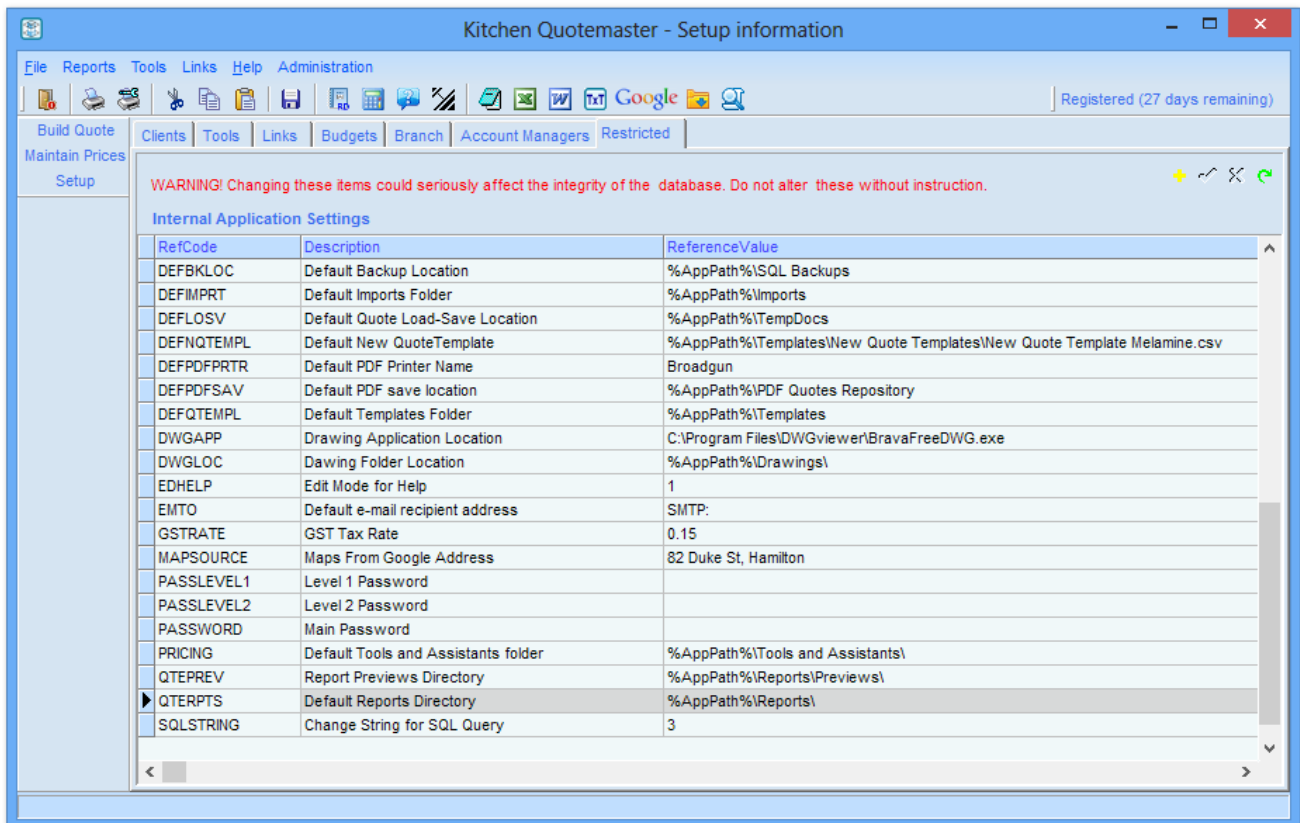 Kitchen Quotemaster - Setup information
File Reports Tools Links Help Administration
RD W TxT Google Registered (27 days remaining)
Build Quote
Maintain Prices
Setup
Clients Tools Links Budgets Branch Account Managers Restricted
WARNING! Changing these items could seriously affect the integrity of the database. Do not alter these without instruction.
Internal Application Settings
RefCode Description ReferenceValue
DEFBKLOC Default Backup Location %AppPath%\SQL Backups
DEFIMPRT Default Imports Folder %AppPath%\Imports
DEFLOSV Default Quote Load-Save Location %AppPath%\TempDocs
DEFNQTEMPL Default New QuoteTemplate %AppPath%\Templates\New Quote Templates\New Quote Template Melamine.csv
DEFPDFPRTR Default PDF Printer Name Broadgun
DEFPDFSAV Default PDF save location %AppPath%\PDF Quotes Repository
DEFQTEMPL Default Templates Folder %AppPath%\Templates
DWGAPP Drawing Application Location C:\Program Files\DWGviewer\BravaFreeDWG.exe
DWGLOC Dawing Folder Location %AppPath%\Drawings\
EDHELP Edit Mode for Help 1
EMTO Default e-mail recipient address SMTP:
GSTRATE GST Tax Rate 0.15
MAPSOURCE Maps From Google Address 82 Duke St, Hamilton
PASSLEVEL1 Level 1 Password
PASSLEVEL2 Level 2 Password
PASSWORD Main Password
PRICING Default Tools and Assistants folder %AppPath%\Tools and Assistants\
QTEPREV Report Previews Directory %AppPath%\Reports\Previews\
QTERPTS Default Reports Directory %AppPath%\Reports\
SQLSTRING Change String for SQL Query 3